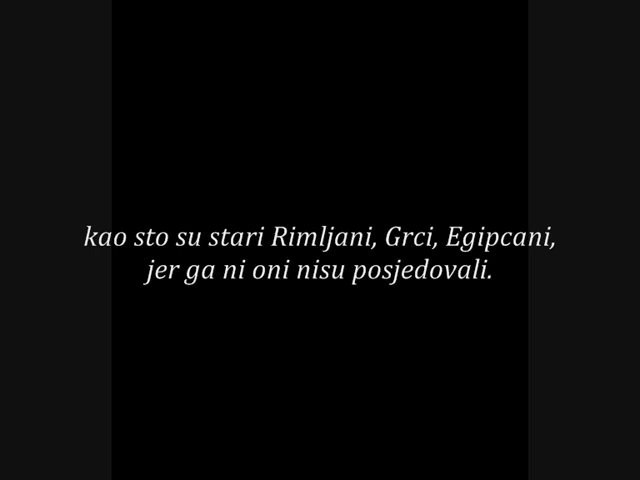 kao sto su stari Rimljani, Grci, Egipcani,
jer ga ni oni nisu posjedovali.